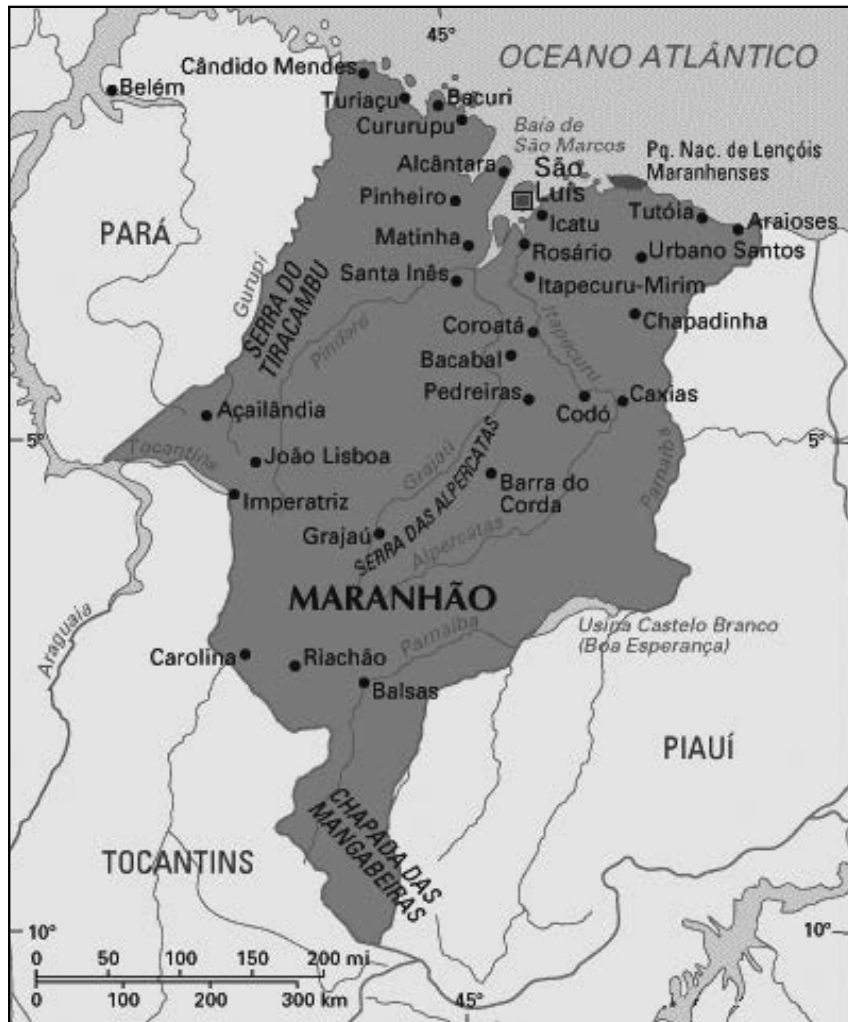 45°
OCEANO ATLÂNTICO
Cândido Mendes
Belém
Turiaçu
Bacuri
Cururupu
Baía de
São Marcos
Pq. Nac. de Lençóis
Maranhenses
Alcântara
São
Luís
Pinheiro
Icatu
Tutóia
Araioses
PARÁ
Matinha
Rosário
Urbano Santos
Gurupi
Santa Inês
Itapecuru-Mirim
SERRA DO
TIRACAMBU
Pindaré
Itapecuru
Chapadinha
Coroatá
Bacabal
Pedreiras
Codó
Caxias
Açailândia
5°
5°
Tocantins
João Lisboa
Grajaú
SERRA DAS ALPERCATAS
Parnaíba
Imperatriz
Barra do
Corda
Grajaú
Alpercatas
MARANHÃO
Araguaia
Parnaíba
Usina Castelo Branco
(Boa Esperança)
Carolina
Riachão
Balsas
PIAUÍ
CHAPADA DAS
MANGABEIRAS
TOCANTINS
10°
10°
0 50 100 150 200 mi
0 100 200 300 km
45°